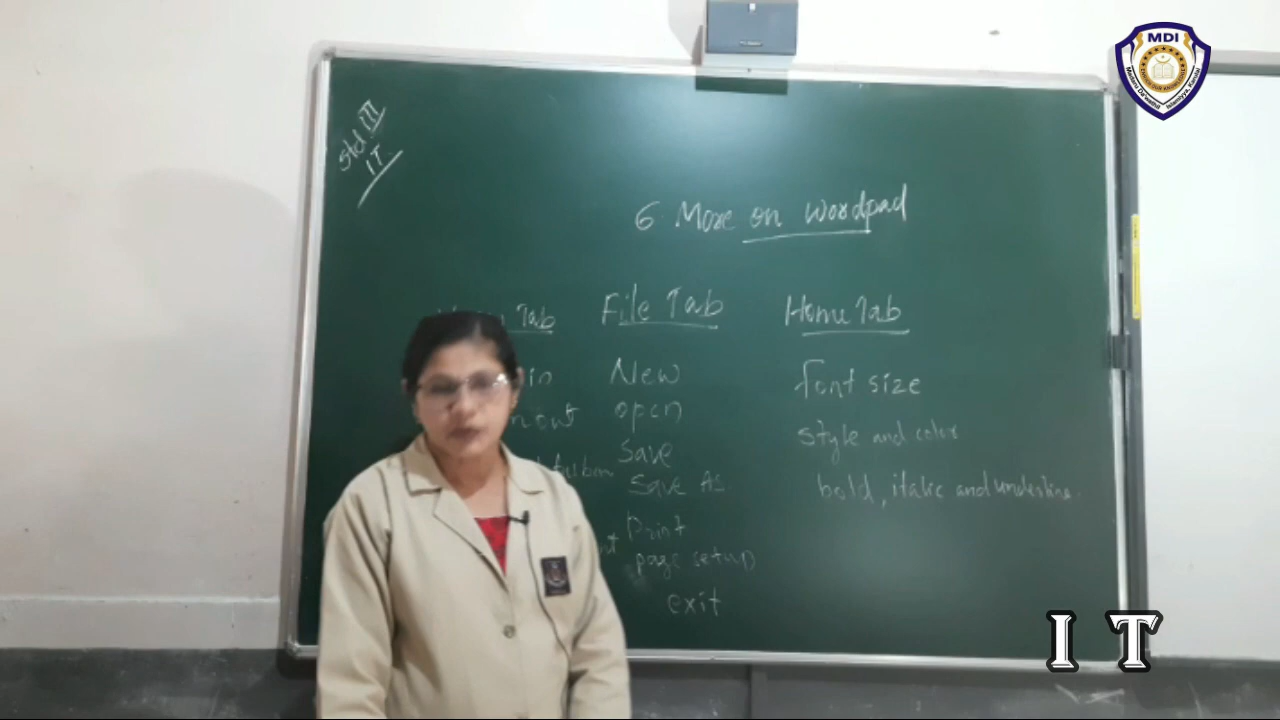 MDI
Std III
IT
6 More on Wordpad
Tab
File Tab
Home Tab
New
open
Save
Save As
Print
page setup
exit
font size
style and color
bold, italic and underline.
I T